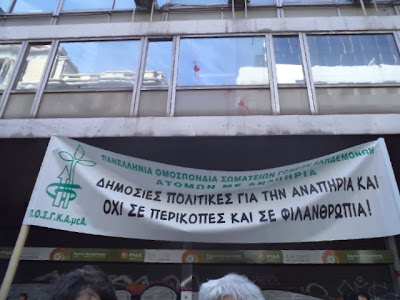 ΠΑΝΕΛΛΗΝΙΑ ΟΜΟΣΠΟΝΔΙΑ ΣΩΜΑΤΕΙΩΝ ΓΟΝΕΩΝ ΚΗΔΕΜΟΝΩΝ
ΑΤΟΜΩΝ ΜΕ ΑΝΑΠΗΡΙΑ
ΔΗΜΟΣΙΕΣ ΠΟΛΙΤΙΚΕΣ ΓΙΑ ΤΗΝ ΑΝΑΠΗΡΙΑ ΚΑΙ
ΟΧΙ ΣΕ ΠΕΡΙΚΟΠΕΣ ΚΑΙ ΣΕ ΦΙΛΑΝΘΡΩΠΙΑ!
Π.Ο.Σ.Γ.Κ.Α.μεΑ.